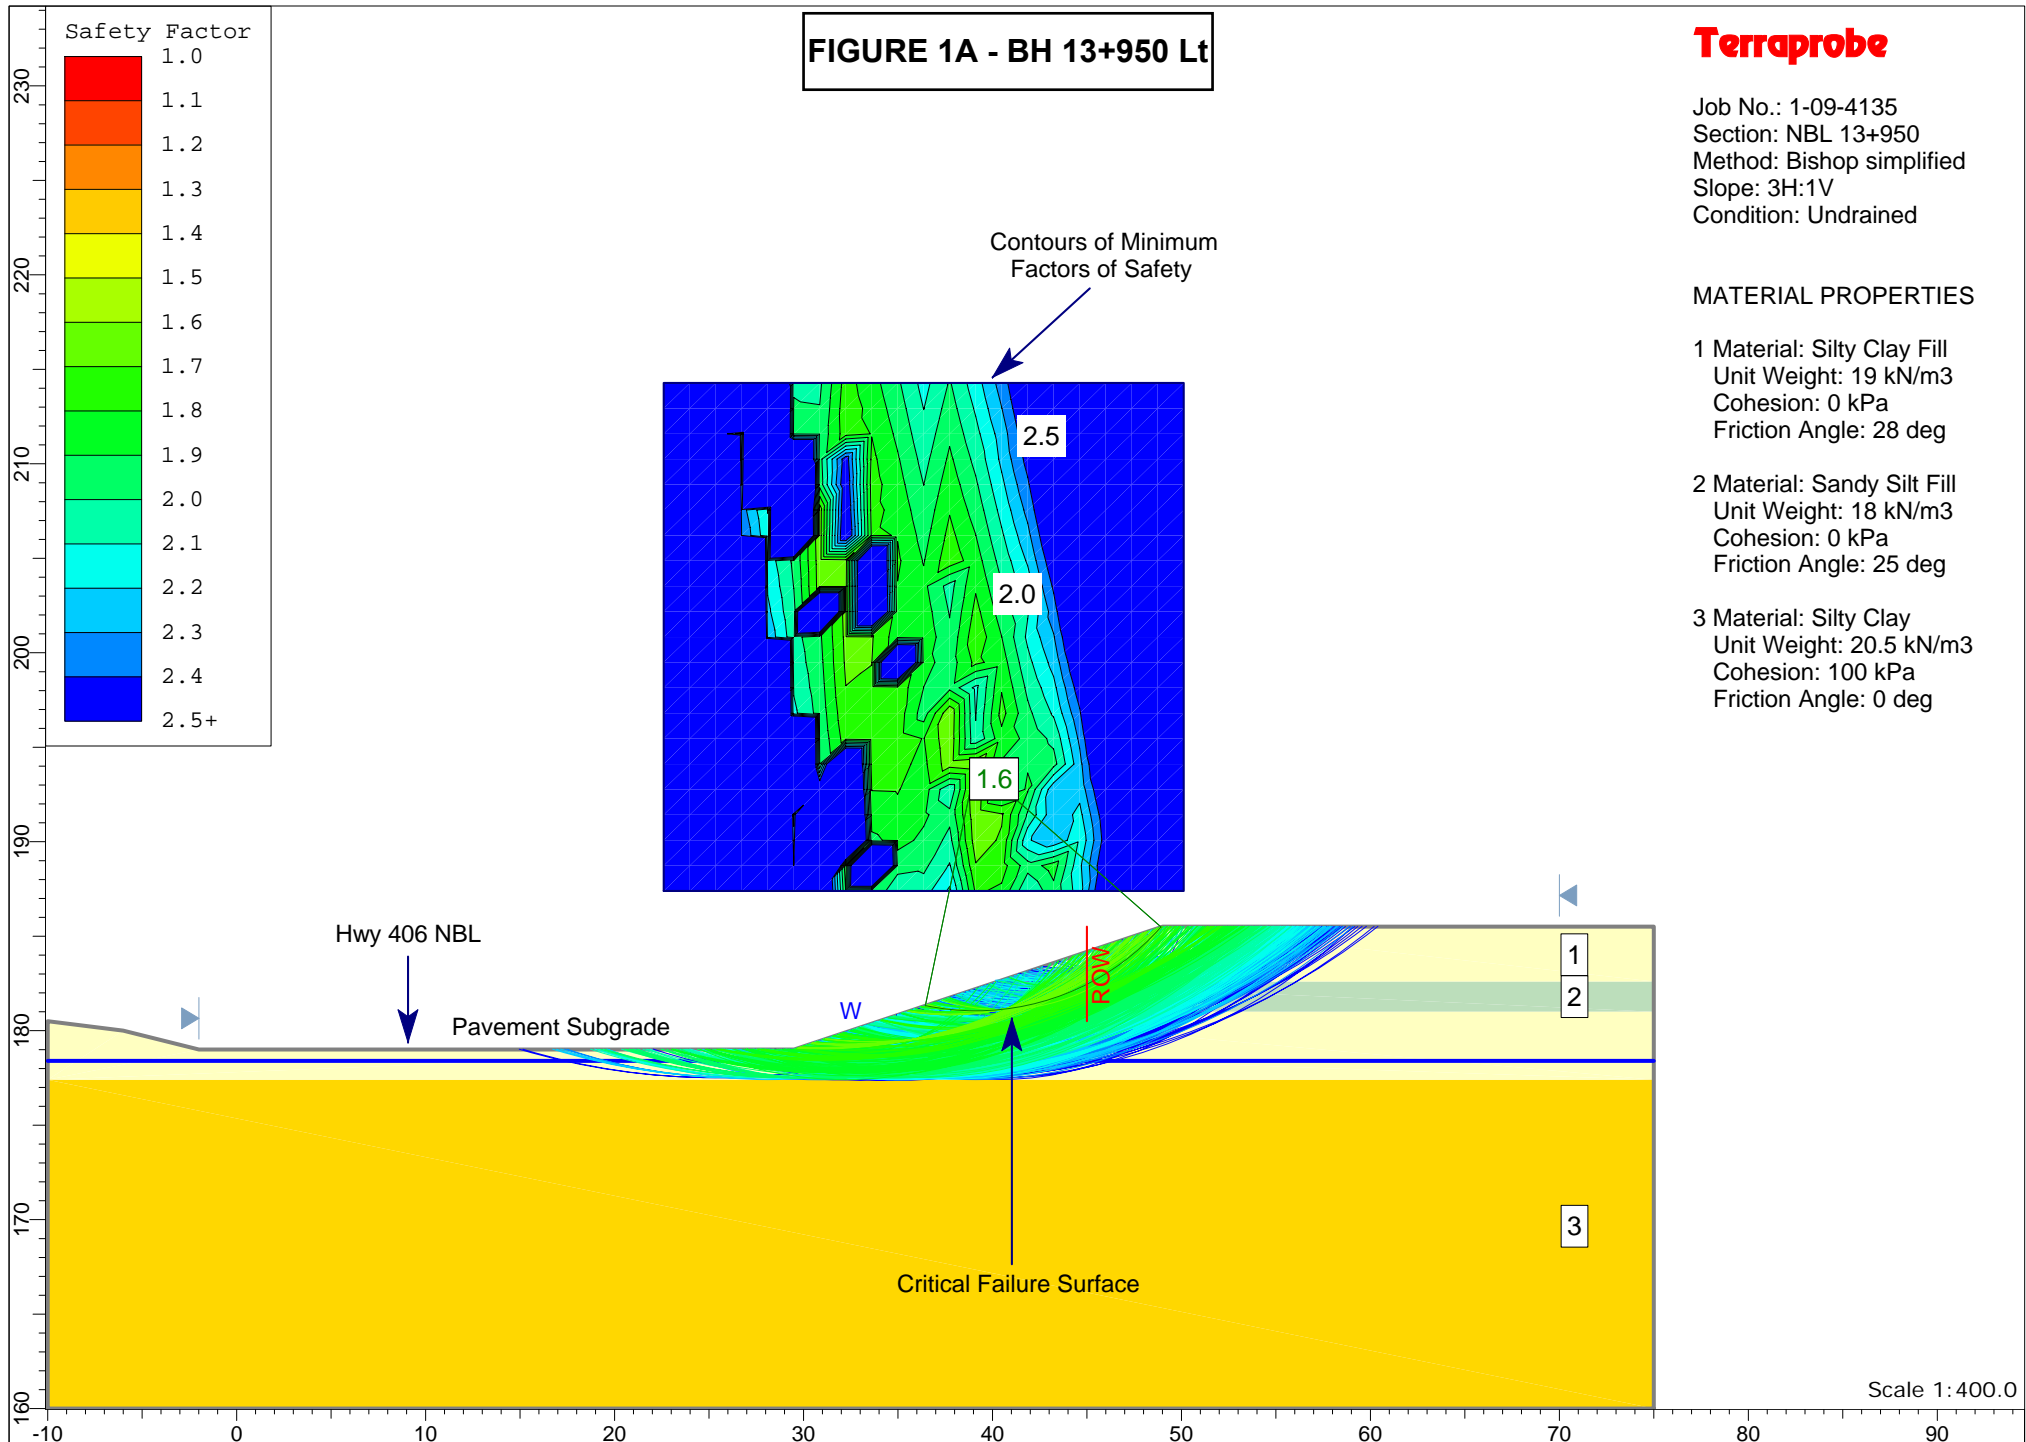 Safety Factor
1.0
1.1
1.2
1.3
1.4
1.5
1.6
1.7
1.8
1.9
2.0
2.1
2.2
2.3
2.4
2.5+
FIGURE 1A - BH 13+950 Lt
Terraprobe
Job No.: 1-09-4135
Section: NBL 13+950
Method: Bishop simplified
Slope: 3H:1V
Condition: Undrained
MATERIAL PROPERTIES
1 Material: Silty Clay Fill
Unit Weight: 19 kN/m3
Cohesion: 0 kPa
Friction Angle: 28 deg
2 Material: Sandy Silt Fill
Unit Weight: 18 kN/m3
Cohesion: 0 kPa
Friction Angle: 25 deg
3 Material: Silty Clay
Unit Weight: 20.5 kN/m3
Cohesion: 100 kPa
Friction Angle: 0 deg
Contours of Minimum
Factors of Safety
2.5
2.0
1.6
Hwy 406 NBL
Pavement Subgrade
W
ROW
1
2
3
Critical Failure Surface
Scale 1:400.0
230
220
210
200
190
180
170
160
-10 0 10 20 30 40 50 60 70 80 90